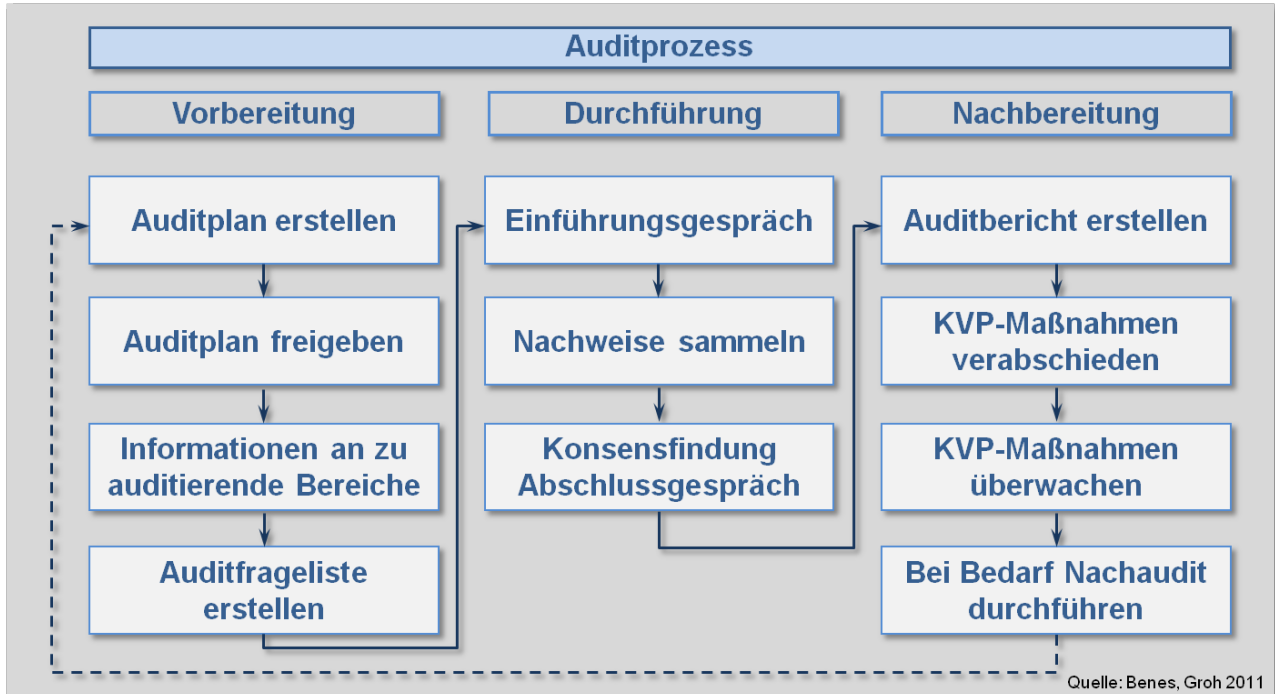 Auditprozess
Vorbereitung
Auditplan erstellen
Auditplan freigeben
Informationen an zu
auditierende Bereiche
Auditfrageliste
erstellen
Durchführung
Einführungsgespräch
Nachweise sammeln
Konsensfindung
Abschlussgespräch
Nachbereitung
Auditbericht erstellen
KVP-Maßnahmen
verabschieden
KVP-Maßnahmen
überwachen
Bei Bedarf Nachaudit
durchführen
Quelle: Benes, Groh 2011